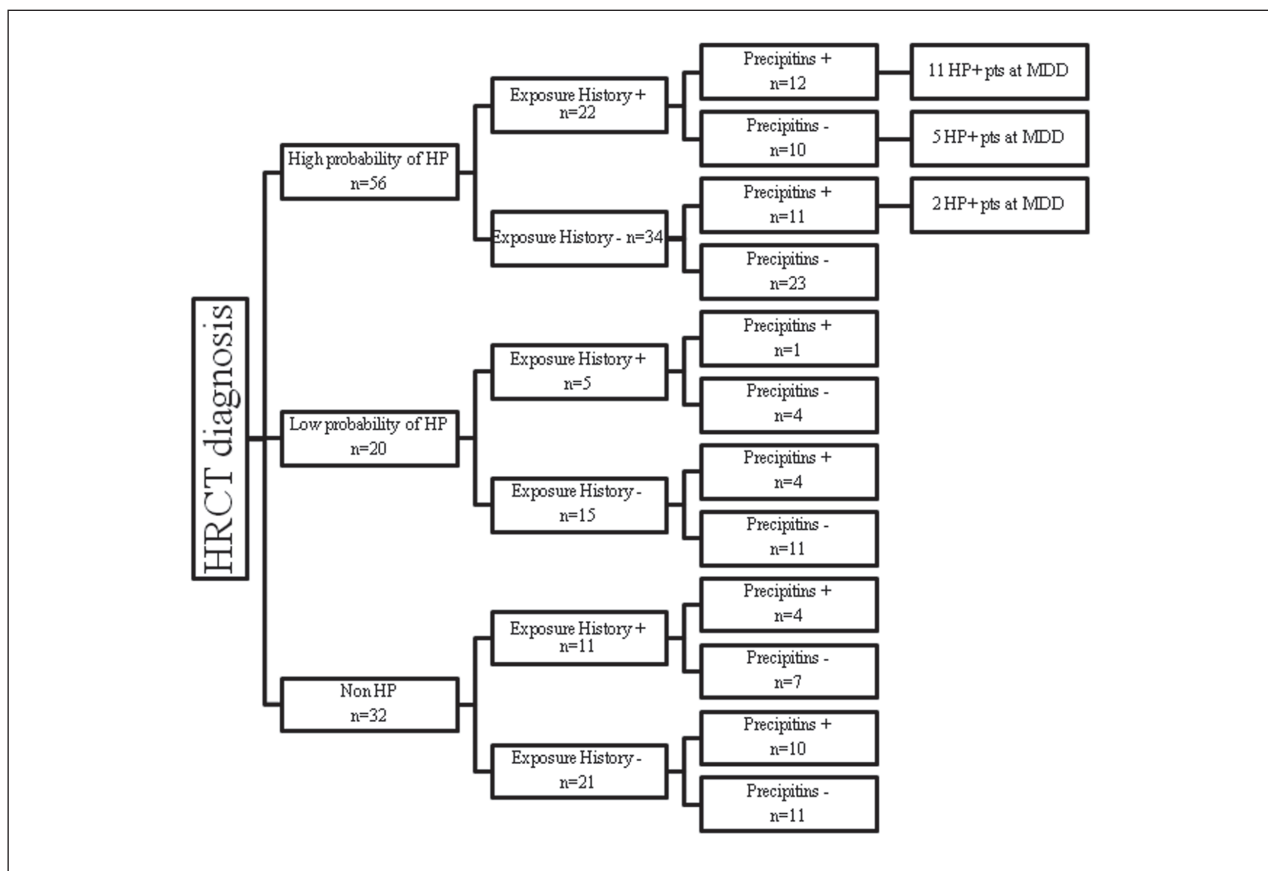 HRCT diagnosis
High probability of HP
n=56
Exposure History +
n=22
Precipitins +
n=12
11 HP+ pts at MDD
Precipitins -
n=10
5 HP+ pts at MDD
Exposure History - n=34
Precipitins +
n=11
2 HP+ pts at MDD
Precipitins -
n=23
Low probability of HP
n=20
Exposure History +
n=5
Precipitins +
n=1
Precipitins -
n=4
Exposure History -
n=15
Precipitins +
n=4
Precipitins -
n=11
Non HP
n=32
Exposure History +
n=11
Precipitins +
n=4
Precipitins -
n=7
Exposure History -
n=21
Precipitins +
n=10
Precipitins -
n=11